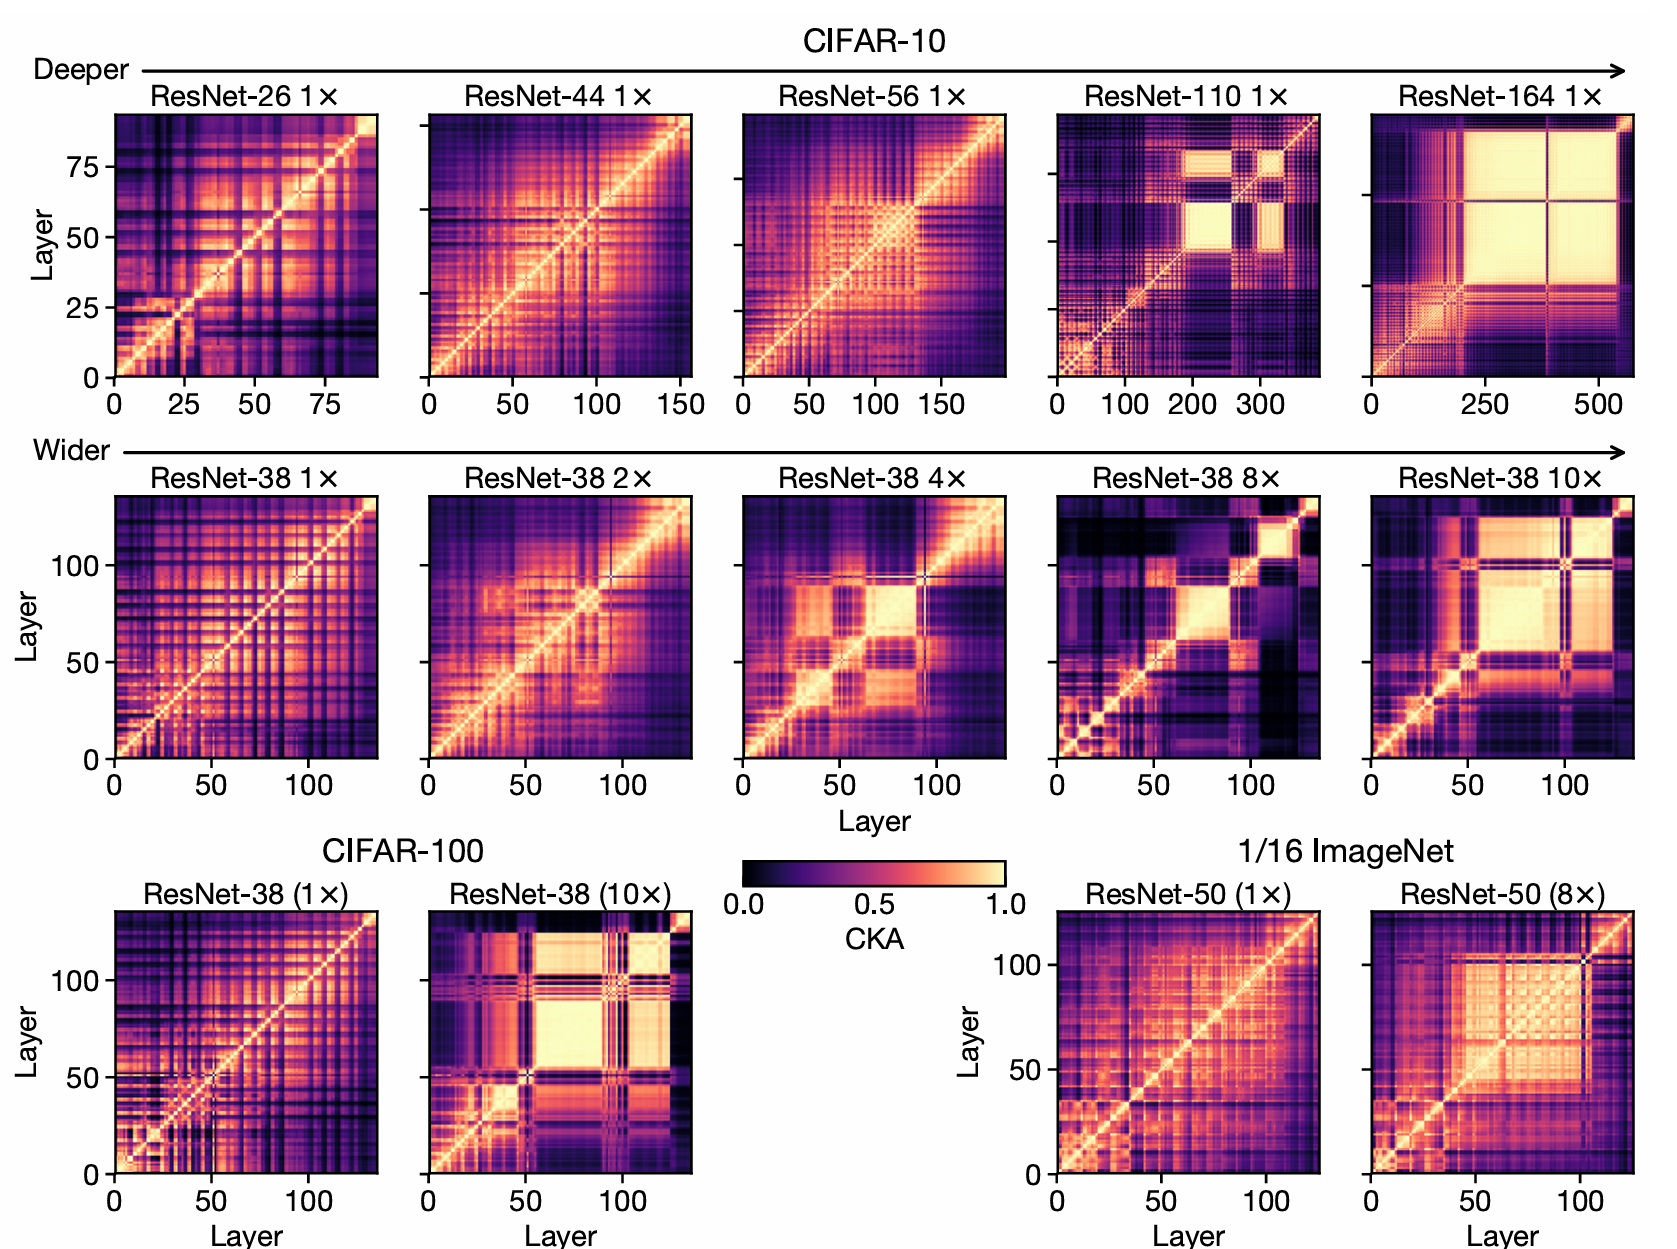 CIFAR-10
Deeper
ResNet-26 1×
ResNet-44 1×
ResNet-56 1×
ResNet-110 1×
ResNet-164 1×
Layer
75
50
25
0
0 25 50 75
0 50 100 150
0 50 100 150
0 100 200 300
0 250 500
Wider
ResNet-38 1×
ResNet-38 2×
ResNet-38 4×
ResNet-38 8×
ResNet-38 10×
Layer
100
50
0
0 50 100
0 50 100
0 50 100
0 50 100
0 50 100
Layer
CIFAR-100
ResNet-38 (1×)
ResNet-38 (10×)
Layer
100
50
0
0 50 100
0 50 100
Layer
Layer
0.0 0.5 1.0
CKA
1/16 ImageNet
ResNet-50 (1×)
ResNet-50 (8×)
Layer
100
50
0
0 50 100
0 50 100
Layer
Layer